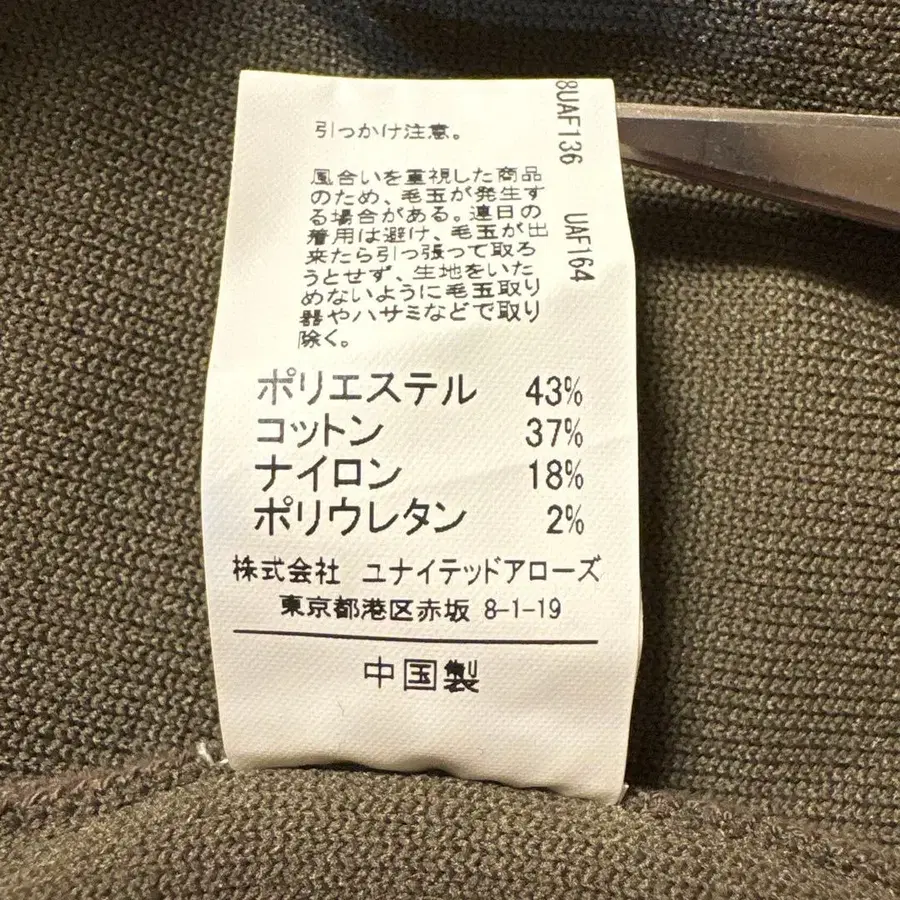 引っかけ注意。
風合いを重視した商品
のため、毛玉が発生す
る場合がある。連日の
着用は避け、毛玉が出
来たら引っ張って取ろ
うとせず、生地をいた
めないように毛玉取り
器やハサミなどで取り
除く。
ポリエステル 43%
コットン 37%
ナイロン 18%
ポリウレタン 2%
株式会社 ユナイテッドアローズ
東京都港区赤坂 8-1-19
中国製
8UAF136 UAF164